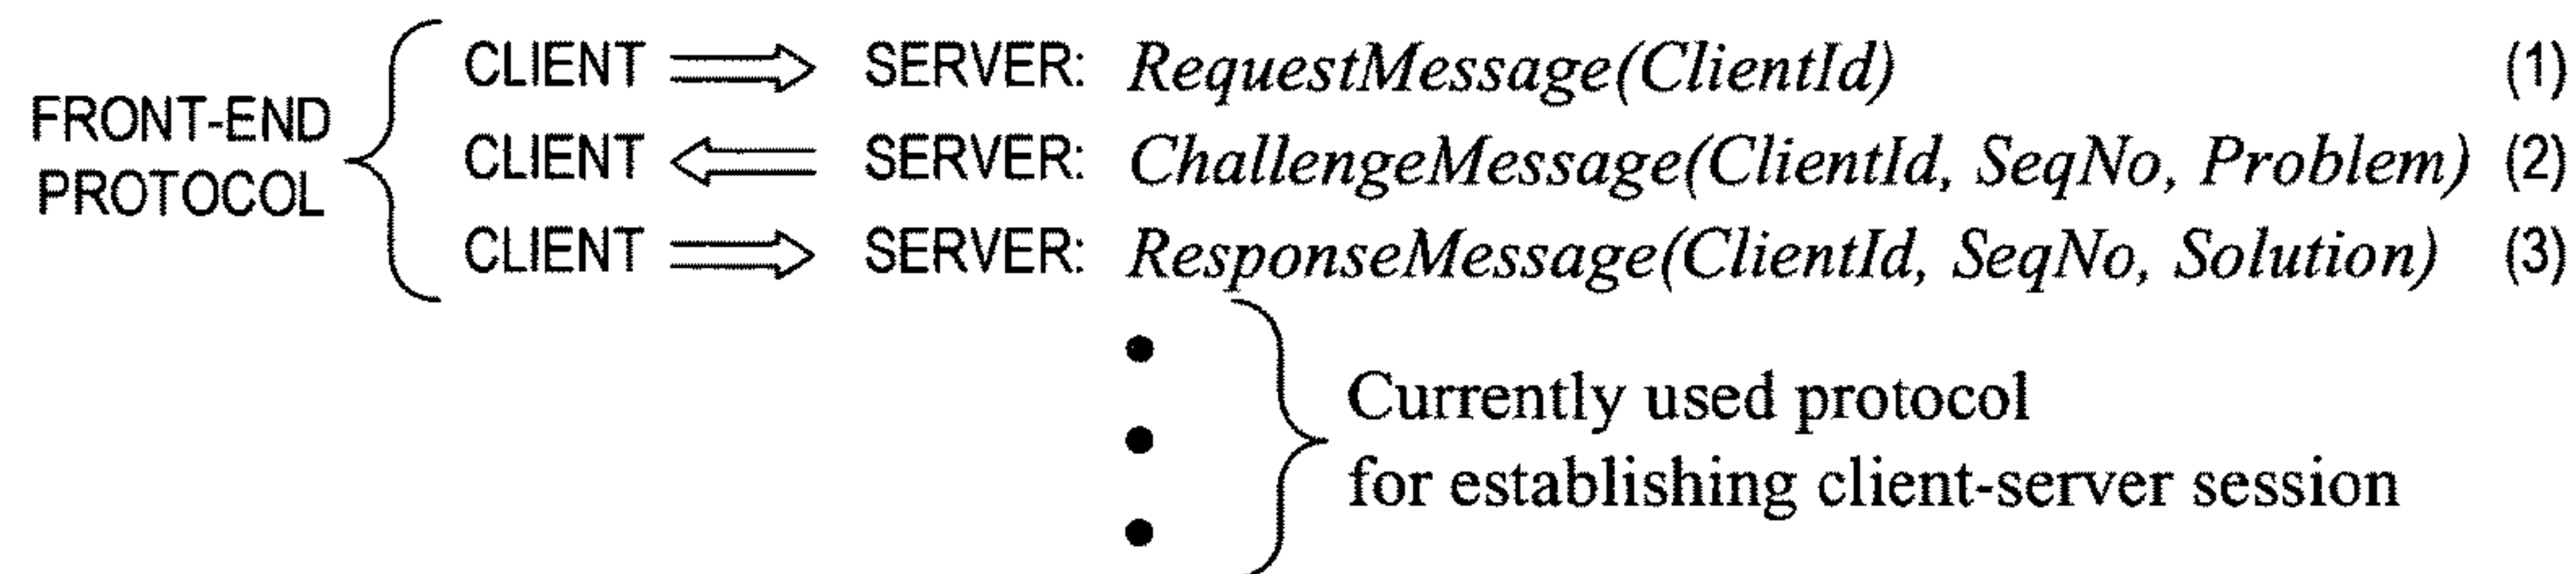 FRONT-END
PROTOCOL
CLIENT ⟹ SERVER: RequestMessage(ClientId) (1)
CLIENT ⟸ SERVER: ChallengeMessage(ClientId, SeqNo, Problem) (2)
CLIENT ⟹ SERVER: ResponseMessage(ClientId, SeqNo, Solution) (3)
Currently used protocol
for establishing client-server session